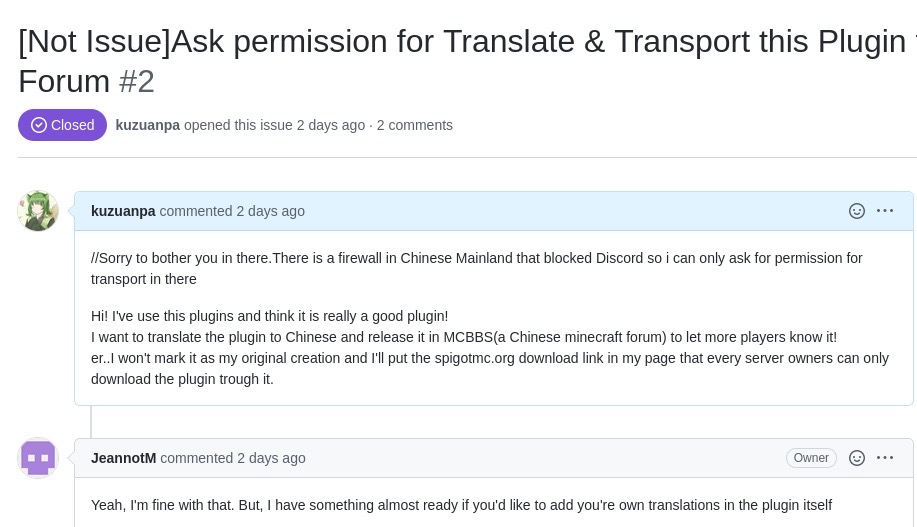 [Not Issue]Ask permission for Translate & Transport this Plugin
Forum #2
Closed
kuzuanpa opened this issue 2 days ago · 2 comments
kuzuanpa commented 2 days ago
//Sorry to bother you in there.There is a firewall in Chinese Mainland that blocked Discord so i can only ask for permission for
transport in there
Hi! I've use this plugins and think it is really a good plugin!
I want to translate the plugin to Chinese and release it in MCBBS(a Chinese minecraft forum) to let more players know it!
er..I won't mark it as my original creation and I'll put the spigotmc.org download link in my page that every server owners can only
download the plugin trough it.
JeannotM commented 2 days ago
Owner
Yeah, I'm fine with that. But, I have something almost ready if you'd like to add you're own translations in the plugin itself